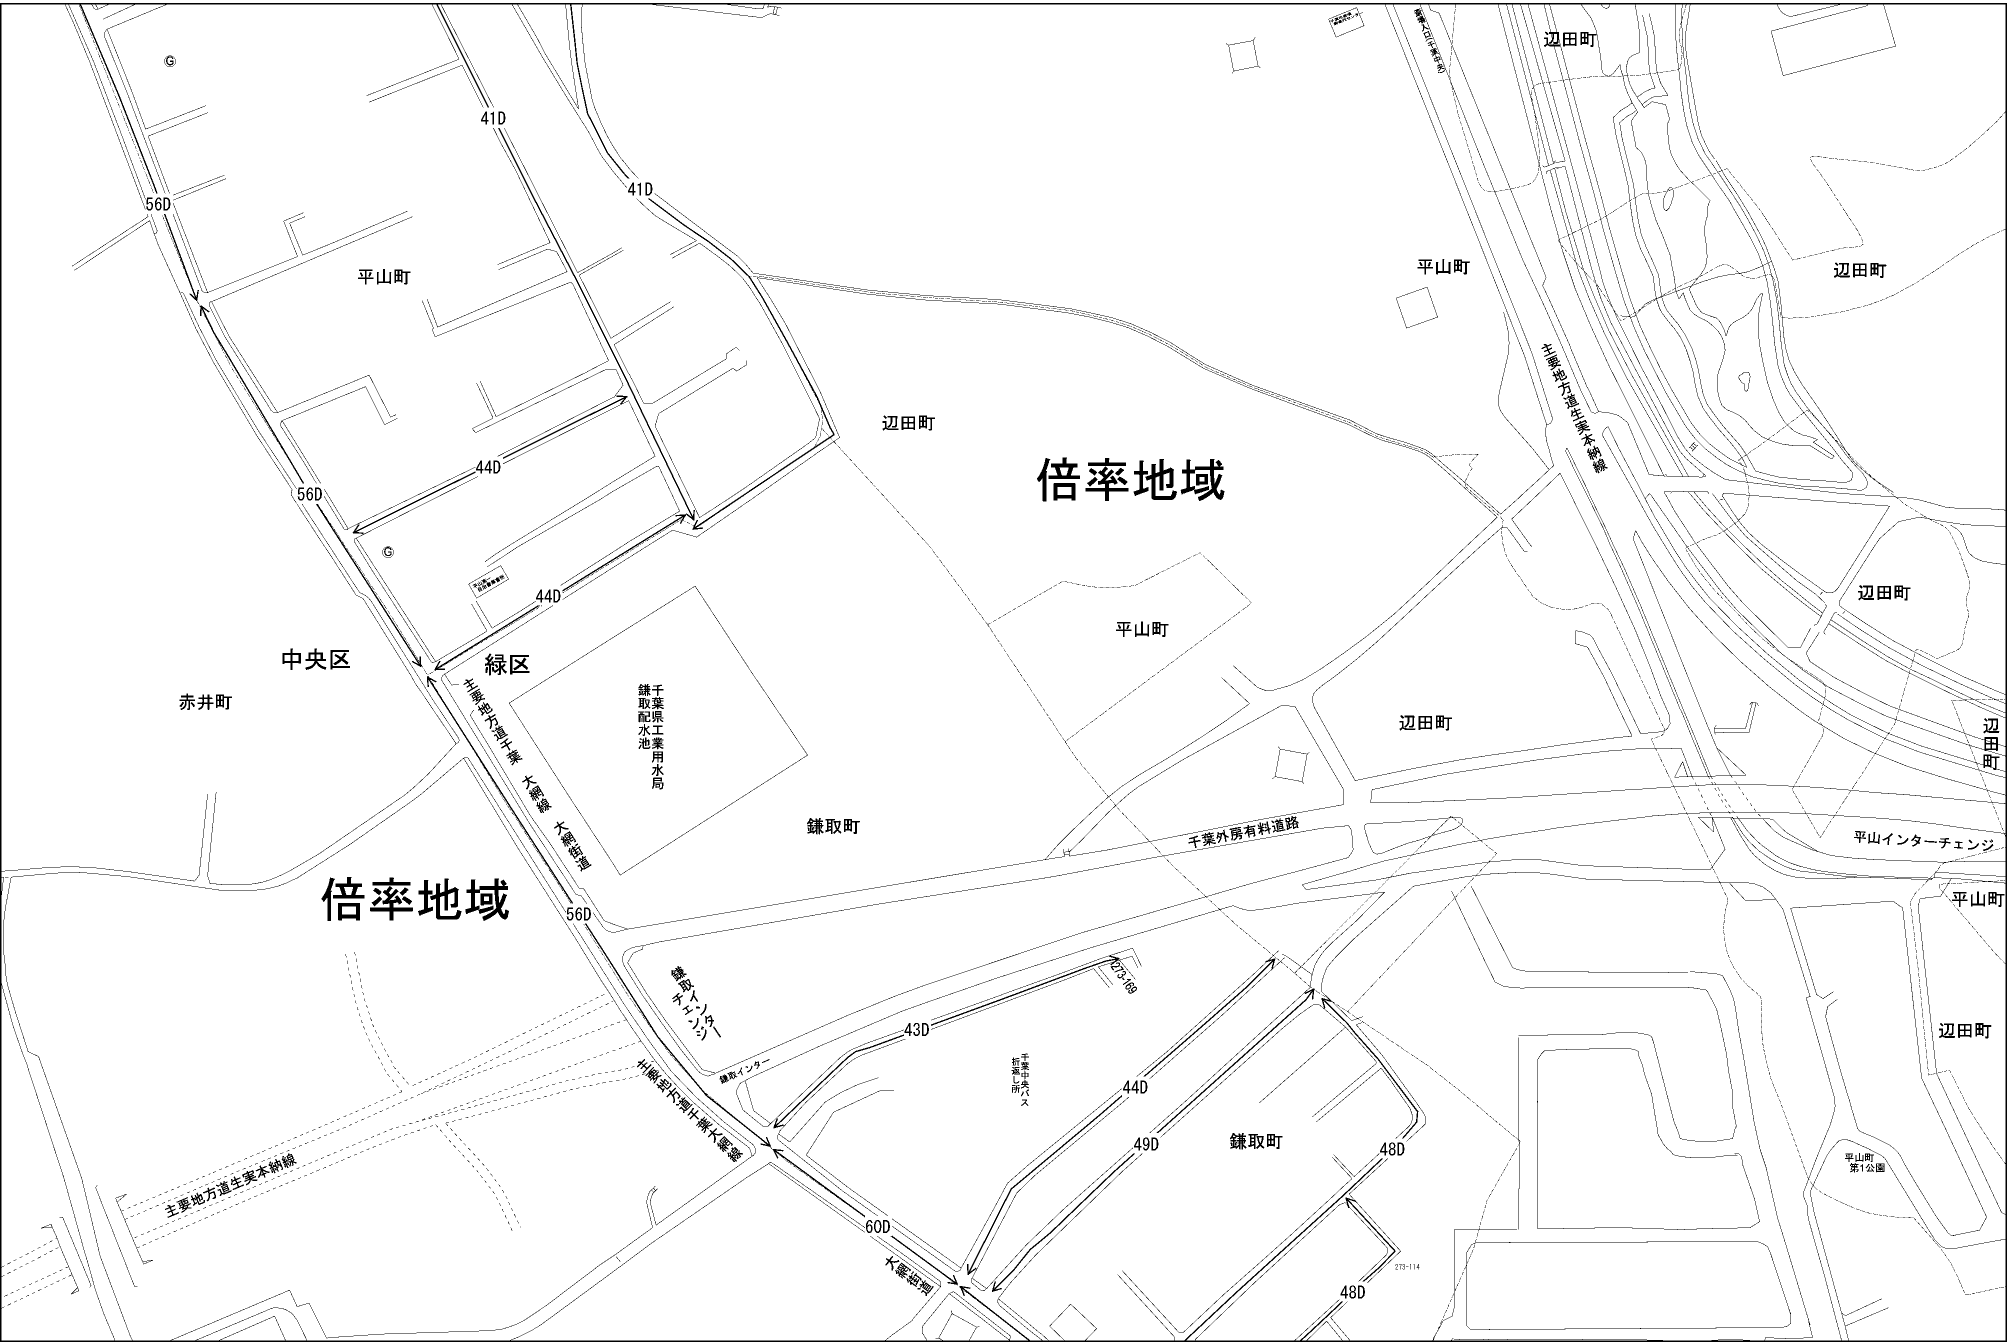 辺田町
斎場入口(千葉中央)
G
41D
41D
56D
平山町
平山町
辺田町
主要地方道生実本納線
辺田町
倍率地域
44D
56D
G
44D
辺田町
平山町
中央区
緑区
赤井町
千葉県工業用水局
鎌取配水池
主要地方道千葉 大網線 大網街道
辺田町
辺田町
鎌取町
千葉外房有料道路
平山インターチェンジ
平山町
倍率地域
56D
鎌取インター
チェンジ
273-169
43D
辺田町
鎌取インター
千葉中央バス
折返し所
主要地方道千葉大網線
44D
49D
鎌取町
48D
平山町
第1公園
主要地方道生実本納線
60D
大網街道
273-114
48D